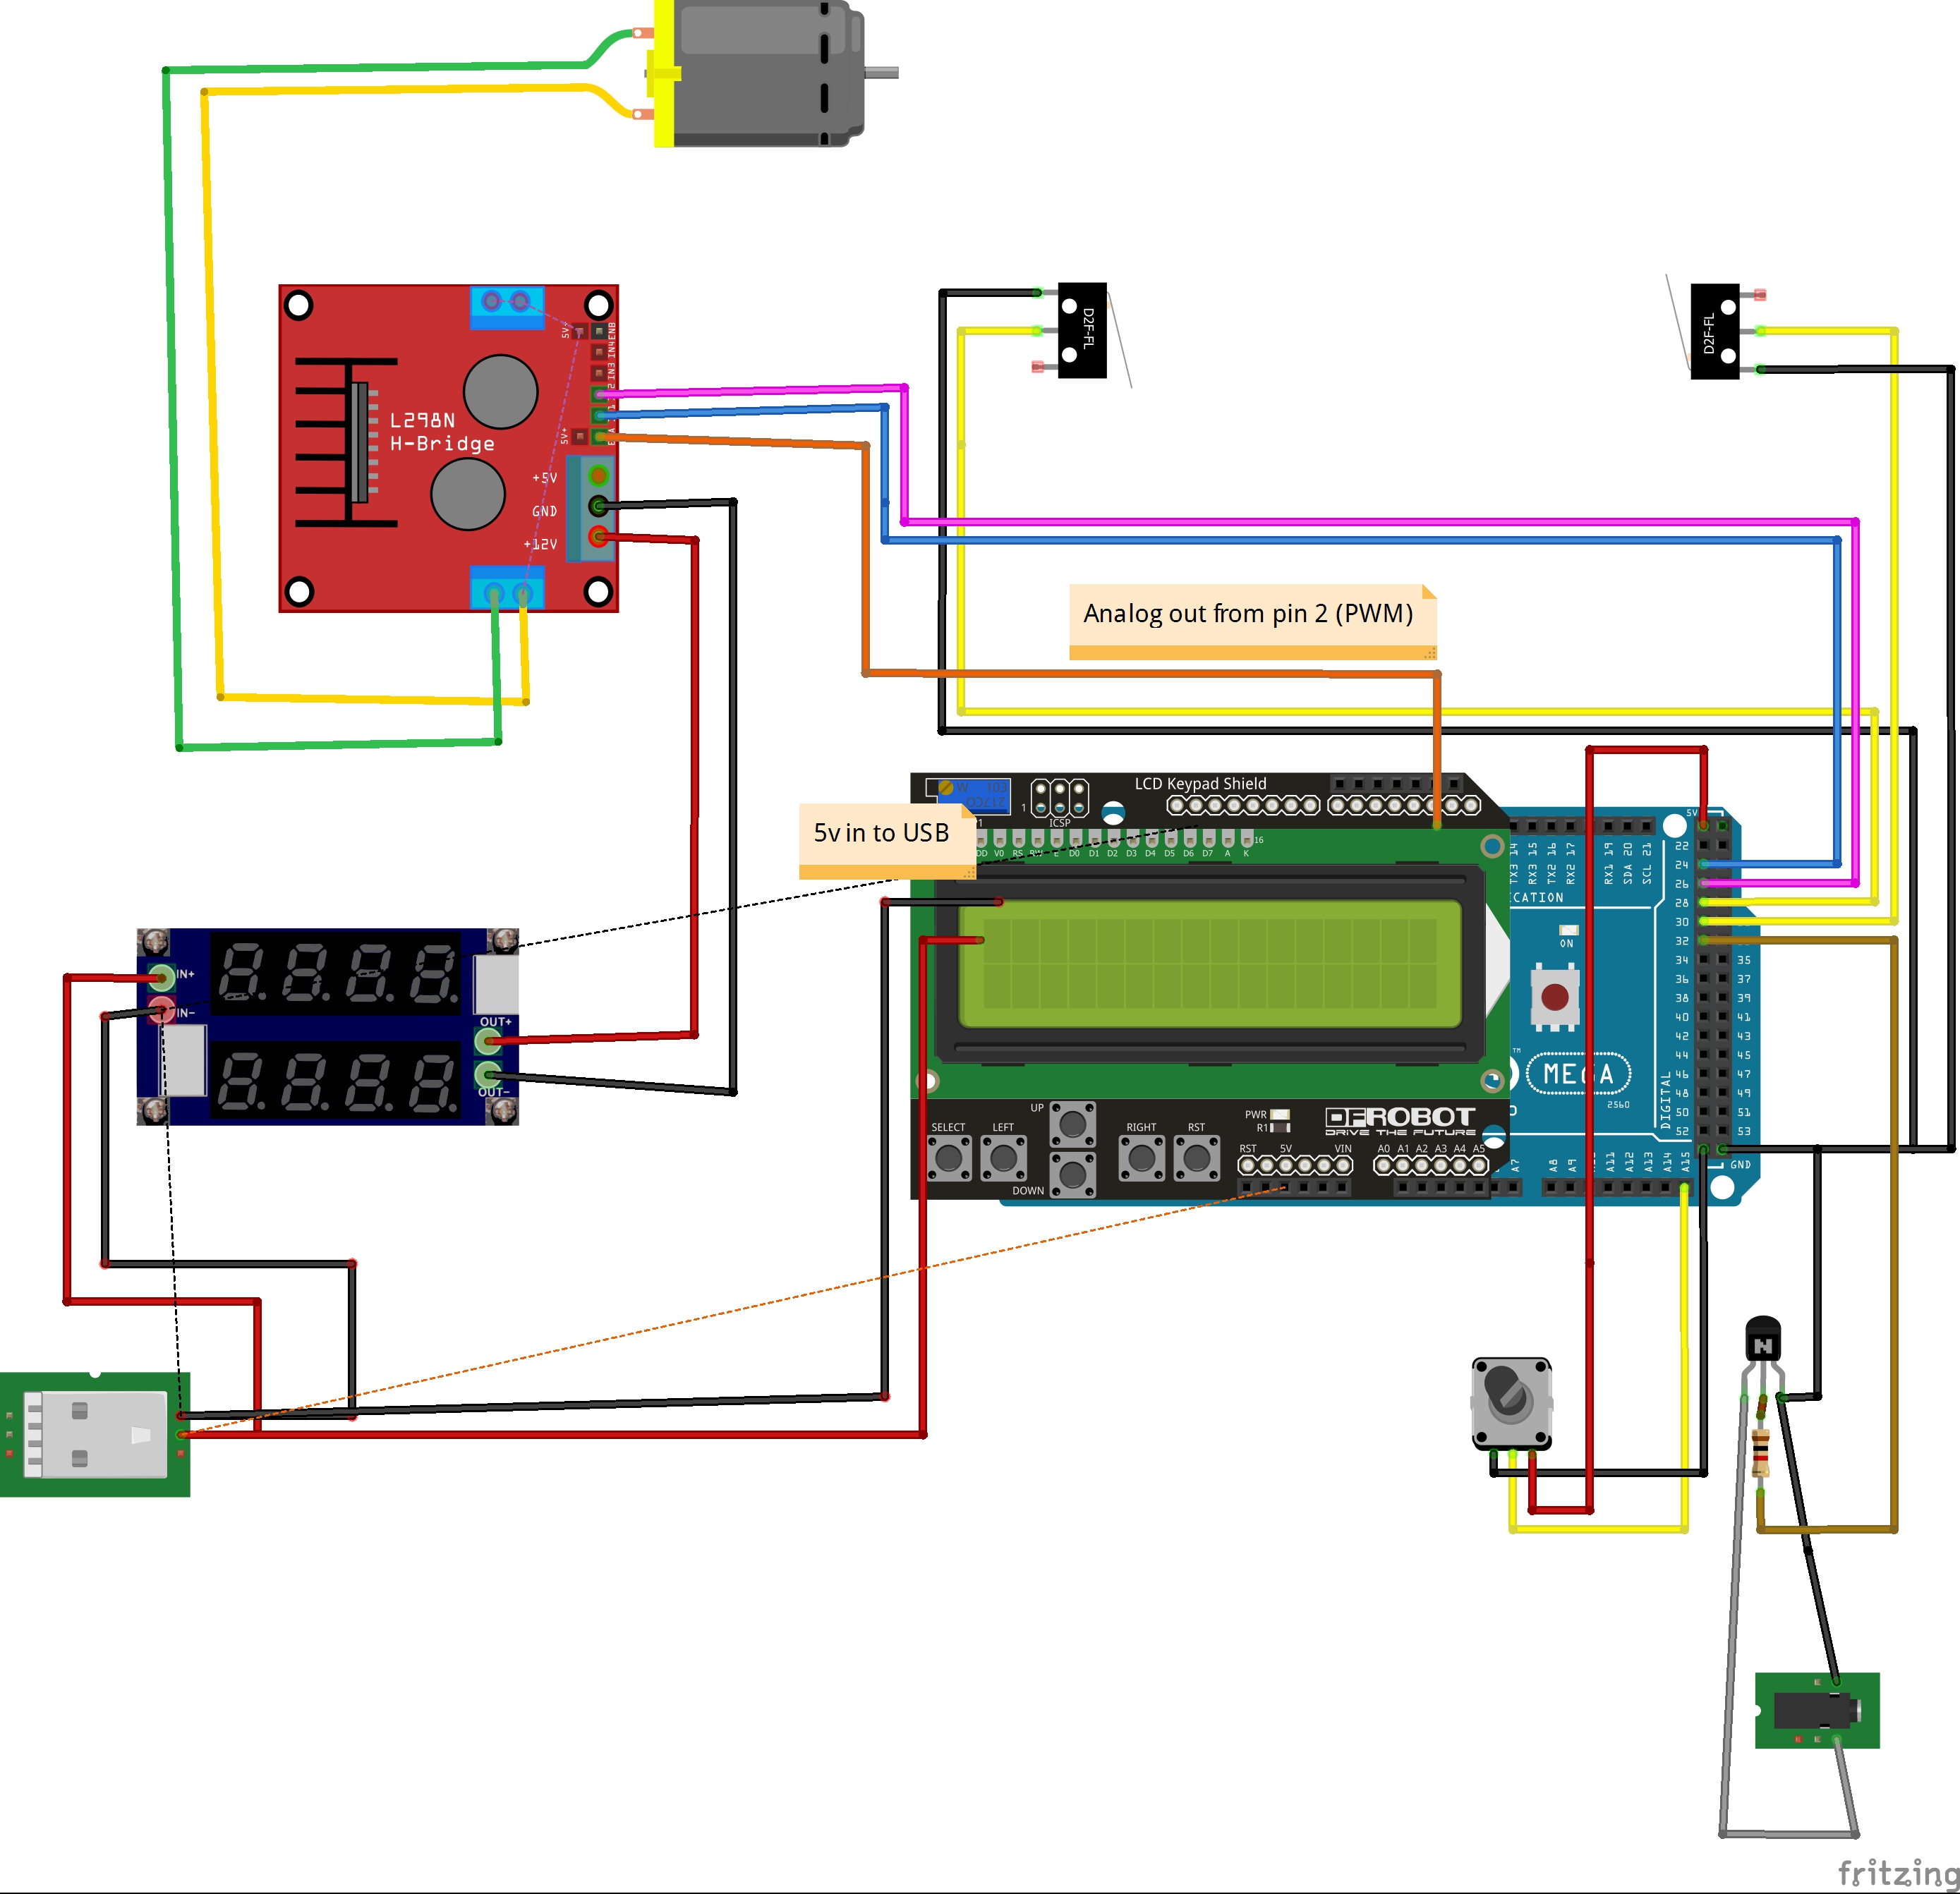 5V+
ENB
IN4
IN3
L298N
H-Bridge
5V+
+5V
GND
+12V
D2F-FL
D2F-FL
Analog out from pin 2 (PWM)
LCD Keypad Shield
W 103
1
ICSP
5v in to USB
V0 RS RW E D0 D1 D2 D3 D4 D5 D6 D7 A K
16
TX3 14
RX3 15
TX2 16
RX2 17
RX1 19
SDA 20
SCL 21
5V
22
24
26
28
30
32
34 35
36 37
38 39
40 41
42 43
44 45
46 47
48 49
50 51
52 53
GND
ICATION
ON
MEGA
TM
2560
DIGITAL
IN+
IN-
OUT+
OUT-
UP
SELECT
LEFT
DOWN
RIGHT
RST
PWR
R1
DFROBOT
DRIVE THE FUTURE
RST 5V VIN
A0 A1 A2 A3 A4 A5
A7
A8
A9
A11
A12
A13
A14
A15
N
fritzing